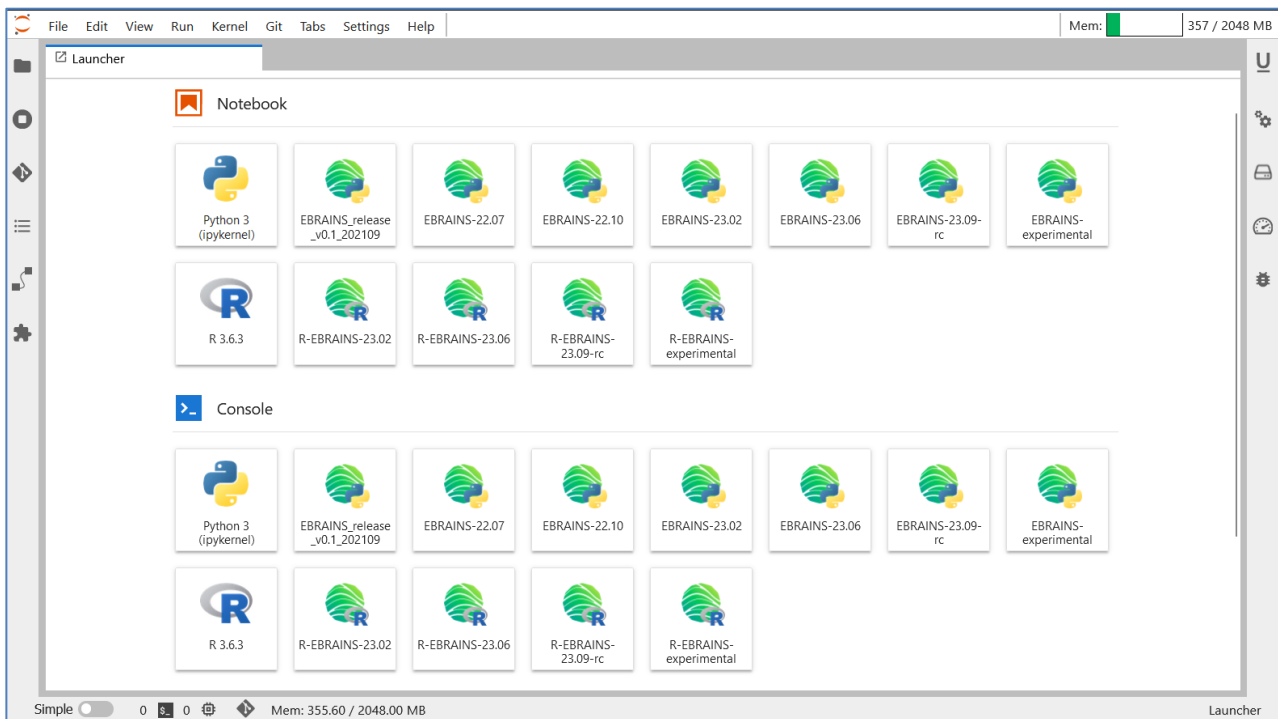 File Edit View Run Kernel Git Tabs Settings Help Mem: 357 / 2048 MB
Launcher
Notebook
Python 3
(ipykernel)
EBRAINS_release
_v0.1_202109
EBRAINS-22.07
EBRAINS-22.10
EBRAINS-23.02
EBRAINS-23.06
EBRAINS-23.09-
rc
EBRAINS-
experimental
R 3.6.3
R-EBRAINS-23.02
R-EBRAINS-23.06
R-EBRAINS-
23.09-rc
R-EBRAINS-
experimental
Console
Python 3
(ipykernel)
EBRAINS_release
_v0.1_202109
EBRAINS-22.07
EBRAINS-22.10
EBRAINS-23.02
EBRAINS-23.06
EBRAINS-23.09-
rc
EBRAINS-
experimental
R 3.6.3
R-EBRAINS-23.02
R-EBRAINS-23.06
R-EBRAINS-
23.09-rc
R-EBRAINS-
experimental
Simple 0 $_ 0 Mem: 355.60 / 2048.00 MB Launcher